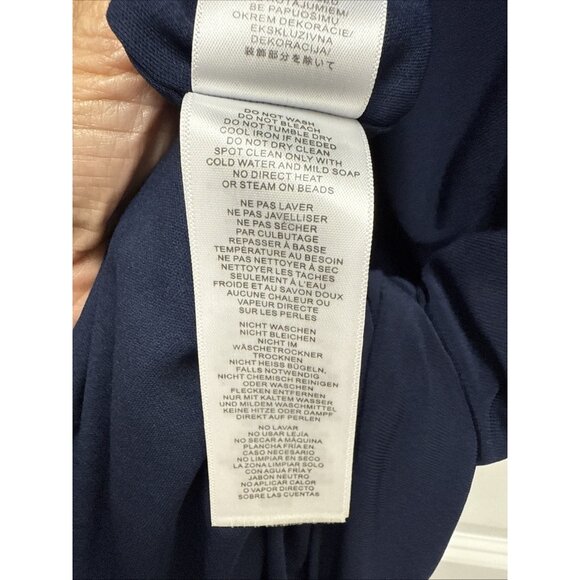 KOTAJUMIEM/
BE PAPUOŠIMU
OKREM DEKORÁCIE/
EKSKLUZIVNA
DEKORACIJA/
装飾部分を除いて
DO NOT WASH
DO NOT BLEACH
DO NOT TUMBLE DRY
COOL IRON IF NEEDED
DO NOT DRY CLEAN
SPOT CLEAN ONLY WITH
COLD WATER AND MILD SOAP
NO DIRECT HEAT
OR STEAM ON BEADS
NE PAS LAVER
NE PAS JAVELLISER
NE PAS SÉCHER
PAR CULBUTAGE
REPASSER À BASSE
TEMPÉRATURE AU BESOIN
NE PAS NETTOYER À SEC
NETTOYER LES TACHES
SEULEMENT À L'EAU
FROIDE ET AU SAVON DOUX
AUCUNE CHALEUR OU
VAPEUR DIRECTE
SUR LES PERLES
NICHT WASCHEN
NICHT BLEICHEN
NICHT IM
WÄSCHETROCKNER
TROCKNEN
NICHT HEISS BÜGELN,
FALLS NOTWENDIG
NICHT CHEMISCH REINIGEN
ODER WASCHEN
FLECKEN ENTFERNEN
NUR MIT KALTEM WASSER
UND MILDEM WASCHMITTEL
KEINE HITZE ODER DAMPF
DIREKT AUF PERLEN
NO LAVAR
NO USAR LEJÍA
NO SECAR A MÁQUINA
PLANCHA FRÍA EN
CASO NECESARIO
NO LIMPIAR EN SECO
LA ZONA LIMPIAR SOLO
CON AGUA FRÍA Y
JABÓN NEUTRO
NO APLICAR CALOR
O VAPOR DIRECTO
SOBRE LAS CUENTAS